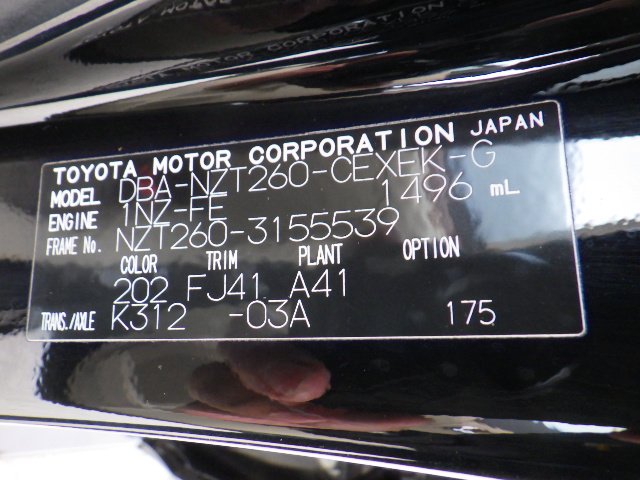 TOYOTA MOTOR CORPORATION JAPAN
MODEL DBA-NZT260-CEXEK-G
ENGINE 1NZ-FE 1496 mL
FRAME No. NZT260-3155539
COLOR TRIM PLANT OPTION
202 FJ41 A41
TRANS./AXLE K312 -03A 175